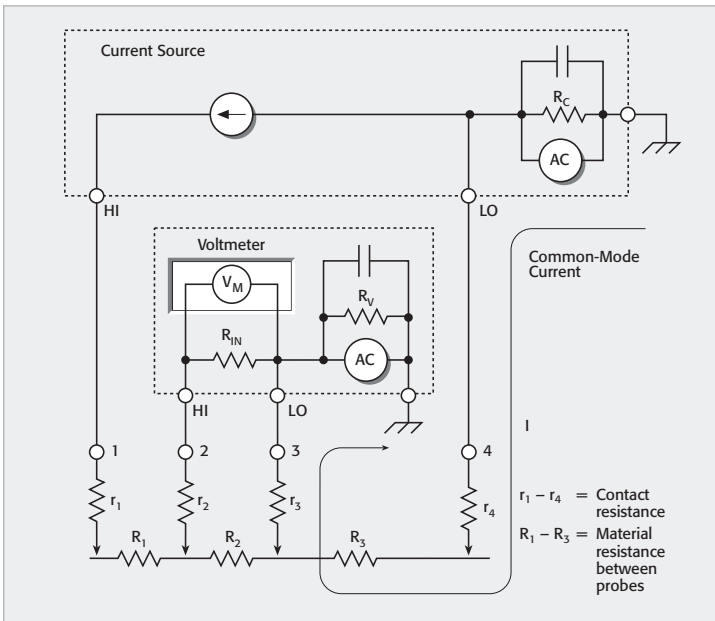 Current Source
R_C
AC
HI
LO
Voltmeter
V_M
R_V
R_IN
AC
HI
LO
Common-Mode
Current
I
1
2
3
4
r_1
r_2
r_3
r_4
R_1
R_2
R_3
r_1 – r_4 = Contact
resistance
R_1 – R_3 = Material
resistance
between
probes